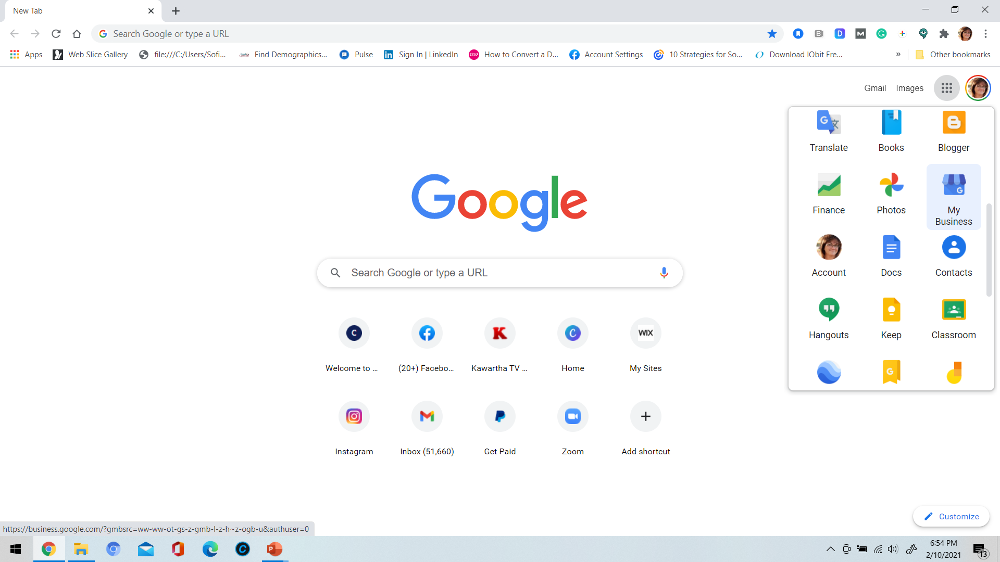 New Tab
Search Google or type a URL
Apps
Web Slice Gallery
file:///C:/Users/Sofi...
Find Demographics...
Pulse
Sign In | LinkedIn
How to Convert a D...
Account Settings
10 Strategies for So...
Download IObit Fre...
»
Other bookmarks
Gmail
Images
Translate
Books
Blogger
Finance
Photos
My
Business
Account
Docs
Contacts
Hangouts
Keep
Classroom
Google
Search Google or type a URL
WIX
Welcome to ...
(20+) Facebo...
Kawartha TV ...
Home
My Sites
Instagram
Inbox (51,660)
Get Paid
Zoom
Add shortcut
Customize
https://business.google.com/?gmbsrc=ww-ww-ot-gs-z-gmb-l-z-h~z-ogb-u&authuser=0
6:54 PM
2/10/2021
13